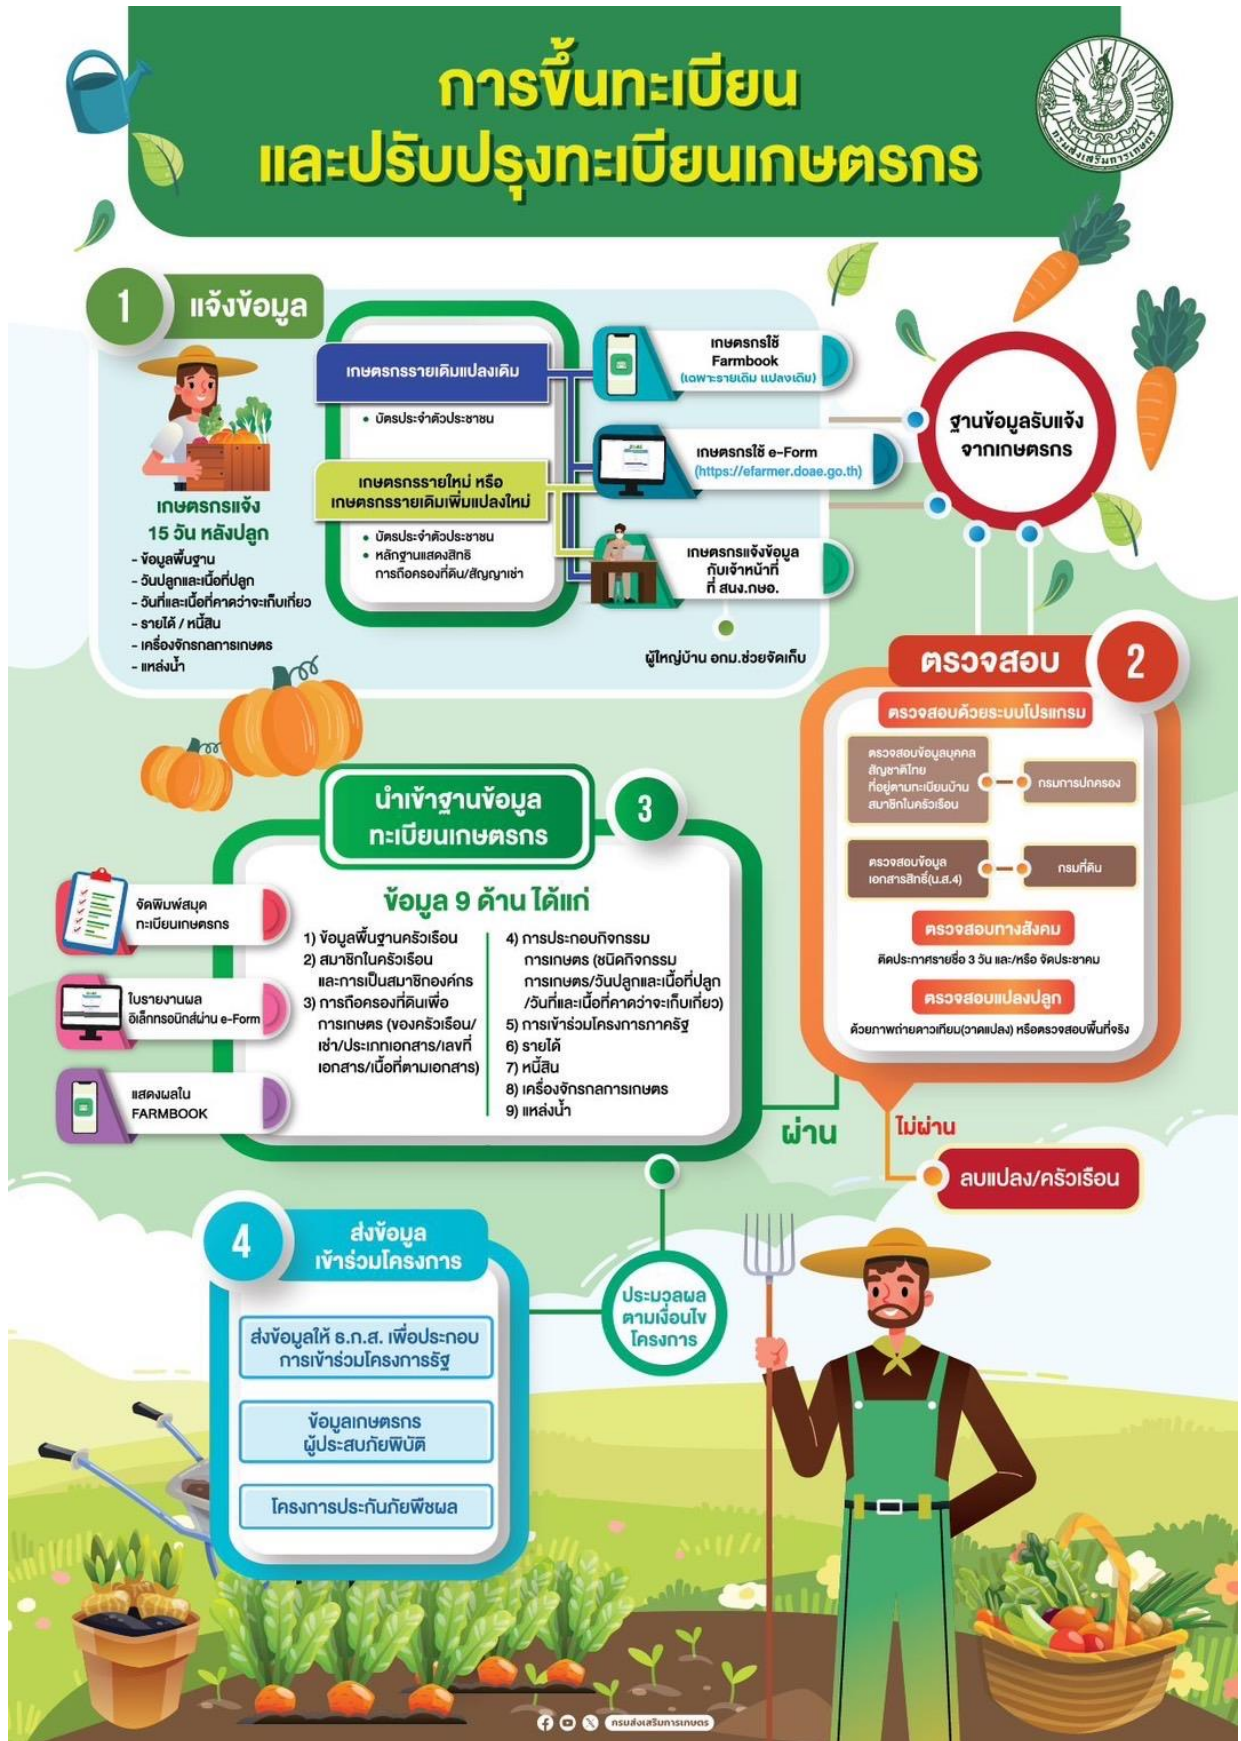 การขึ้นทะเบียน
และปรับปรุงทะเบียนเกษตรกร
กรมส่งเสริมการเกษตร
1
แจ้งข้อมูล
เกษตรกรแจ้ง
15 วัน หลังปลูก
- ข้อมูลพื้นฐาน
- วันปลูกและเนื้อที่ปลูก
- วันที่และเนื้อที่คาดว่าจะเก็บเกี่ยว
- รายได้ / หนี้สิน
- เครื่องจักรกลการเกษตร
- แหล่งน้ำ
เกษตรกรรายเดิมแปลงเดิม
• บัตรประจำตัวประชาชน
เกษตรกรรายใหม่ หรือ
เกษตรกรรายเดิมเพิ่มแปลงใหม่
• บัตรประจำตัวประชาชน
• หลักฐานแสดงสิทธิ
การถือครองที่ดิน/สัญญาเช่า
เกษตรกรใช้
Farmbook
(เฉพาะรายเดิม แปลงเดิม)
เกษตรกรใช้ e-Form
(https://efarmer.doae.go.th)
เกษตรกรแจ้งข้อมูล
กับเจ้าหน้าที่
ที่ สนง.กษอ.
ผู้ใหญ่บ้าน อกม.ช่วยจัดเก็บ
ฐานข้อมูลรับแจ้ง
จากเกษตรกร
ตรวจสอบ
2
ตรวจสอบด้วยระบบโปรแกรม
ตรวจสอบข้อมูลบุคคล
สัญชาติไทย
ที่อยู่ตามทะเบียนบ้าน
สมาชิกในครัวเรือน
กรมการปกครอง
ตรวจสอบข้อมูล
เอกสารสิทธิ์(น.ส.4)
กรมที่ดิน
ตรวจสอบทางสังคม
ติดประกาศรายชื่อ 3 วัน และ/หรือ จัดประชาคม
ตรวจสอบแปลงปลูก
ด้วยภาพถ่ายดาวเทียม(วาดแปลง) หรือตรวจสอบพื้นที่จริง
ผ่าน
ไม่ผ่าน
ลบแปลง/ครัวเรือน
นำเข้าฐานข้อมูล
ทะเบียนเกษตรกร
3
ข้อมูล 9 ด้าน ได้แก่
1) ข้อมูลพื้นฐานครัวเรือน
2) สมาชิกในครัวเรือน
และการเป็นสมาชิกองค์กร
3) การถือครองที่ดินเพื่อ
การเกษตร (ของครัวเรือน/
เช่า/ประเภทเอกสาร/เลขที่
เอกสาร/เนื้อที่ตามเอกสาร)
4) การประกอบกิจกรรม
การเกษตร (ชนิดกิจกรรม
การเกษตร/วันปลูกและเนื้อที่ปลูก
/วันที่และเนื้อที่คาดว่าจะเก็บเกี่ยว)
5) การเข้าร่วมโครงการภาครัฐ
6) รายได้
7) หนี้สิน
8) เครื่องจักรกลการเกษตร
9) แหล่งน้ำ
จัดพิมพ์สมุด
ทะเบียนเกษตรกร
ใบรายงานผล
อิเล็กทรอนิกส์ผ่าน e-Form
แสดงผลใน
FARMBOOK
ประมวลผล
ตามเงื่อนไข
โครงการ
4
ส่งข้อมูล
เข้าร่วมโครงการ
ส่งข้อมูลให้ ธ.ก.ส. เพื่อประกอบ
การเข้าร่วมโครงการรัฐ
ข้อมูลเกษตรกร
ผู้ประสบภัยพิบัติ
โครงการประกันภัยพืชผล
กรมส่งเสริมการเกษตร